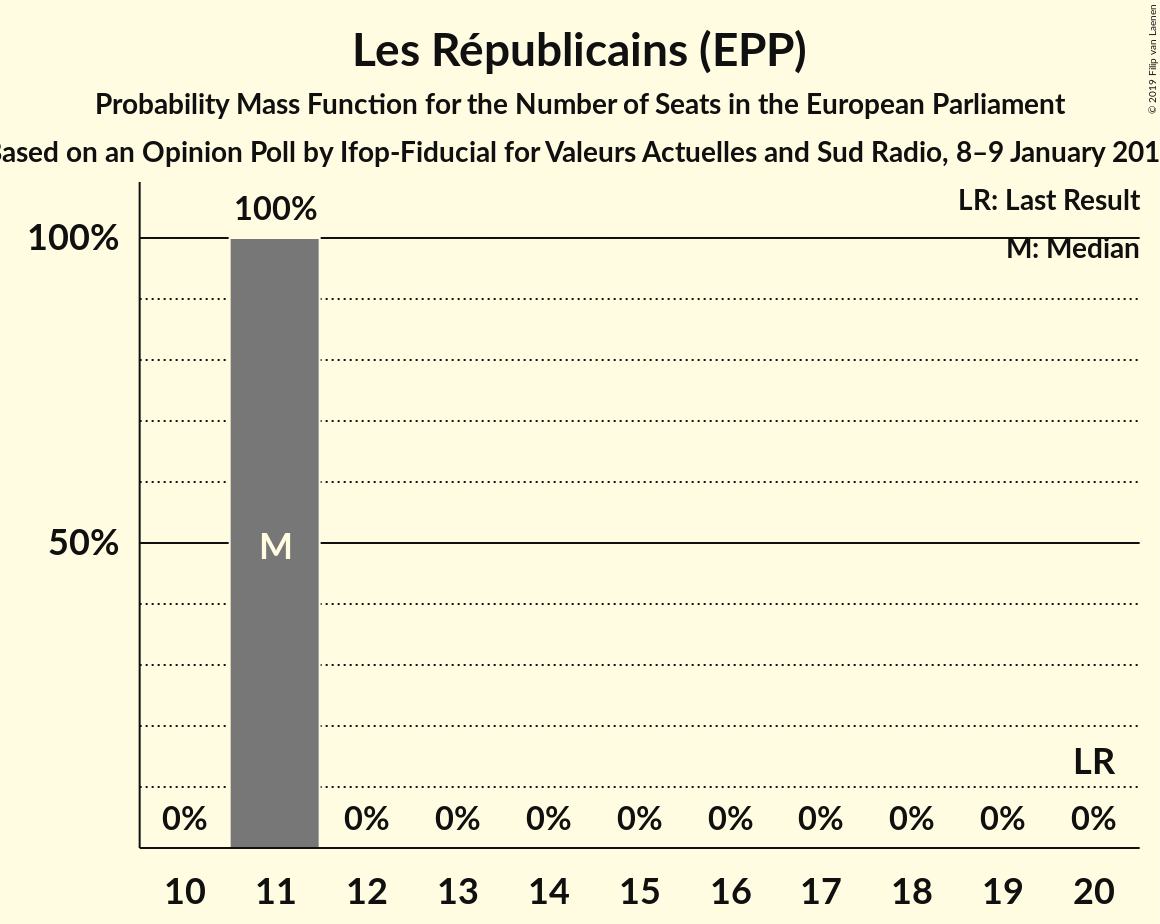 Les Républicains (EPP)
Probability Mass Function for the Number of Seats in the European Parliament
Based on an Opinion Poll by Ifop-Fiducial for Valeurs Actuelles and Sud Radio, 8–9 January 201
© 2019 Filip van Laenen
LR: Last Result
M: Median
100%
100%
50%
M
LR
0% 0% 0% 0% 0% 0% 0% 0% 0% 0%
10 11 12 13 14 15 16 17 18 19 20